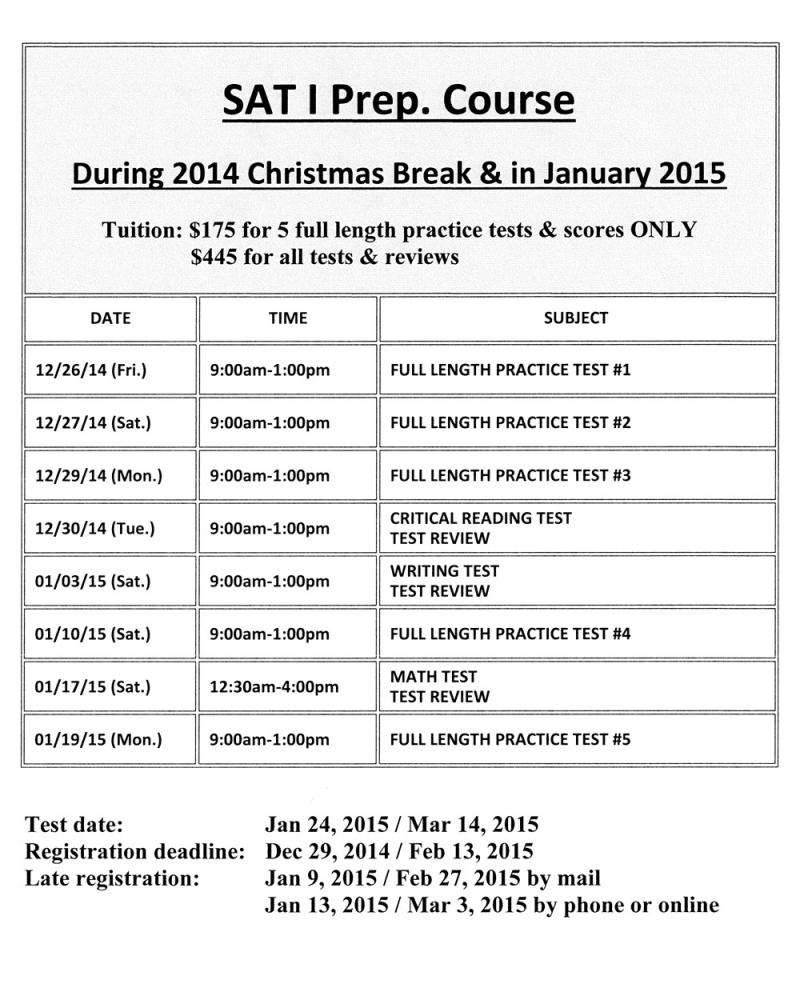 SAT I Prep. Course
During 2014 Christmas Break & in January 2015
Tuition: $175 for 5 full length practice tests & scores ONLY
$445 for all tests & reviews
DATE TIME SUBJECT
12/26/14 (Fri.) 9:00am-1:00pm FULL LENGTH PRACTICE TEST #1
12/27/14 (Sat.) 9:00am-1:00pm FULL LENGTH PRACTICE TEST #2
12/29/14 (Mon.) 9:00am-1:00pm FULL LENGTH PRACTICE TEST #3
12/30/14 (Tue.) 9:00am-1:00pm CRITICAL READING TEST
TEST REVIEW
01/03/15 (Sat.) 9:00am-1:00pm WRITING TEST
TEST REVIEW
01/10/15 (Sat.) 9:00am-1:00pm FULL LENGTH PRACTICE TEST #4
01/17/15 (Sat.) 12:30am-4:00pm MATH TEST
TEST REVIEW
01/19/15 (Mon.) 9:00am-1:00pm FULL LENGTH PRACTICE TEST #5
Test date: Jan 24, 2015 / Mar 14, 2015
Registration deadline: Dec 29, 2014 / Feb 13, 2015
Late registration: Jan 9, 2015 / Feb 27, 2015 by mail
Jan 13, 2015 / Mar 3, 2015 by phone or online